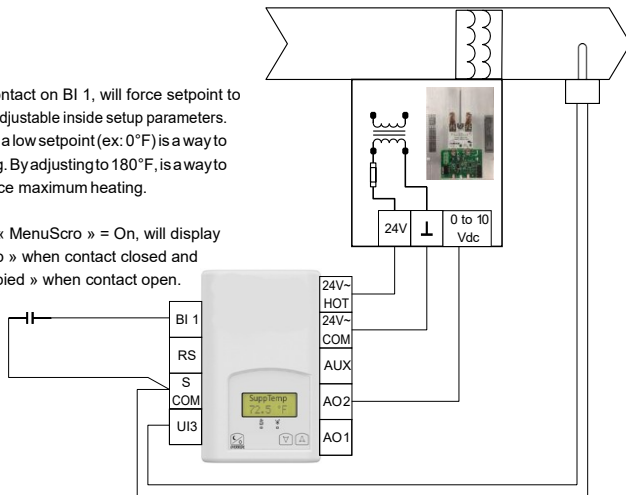 ontact on BI 1, will force setpoint to
djustable inside setup parameters.
a low setpoint (ex: 0°F) is a way to
g. By adjusting to 180°F, is a way to
ce maximum heating.
« MenuScro » = On, will display
» when contact closed and
pied » when contact open.
24V
⊥
0 to 10
Vdc
BI 1
RS
S
COM
UI3
24V~
HOT
24V~
COM
AUX
AO2
AO1
SuppTemp
72.5 °F